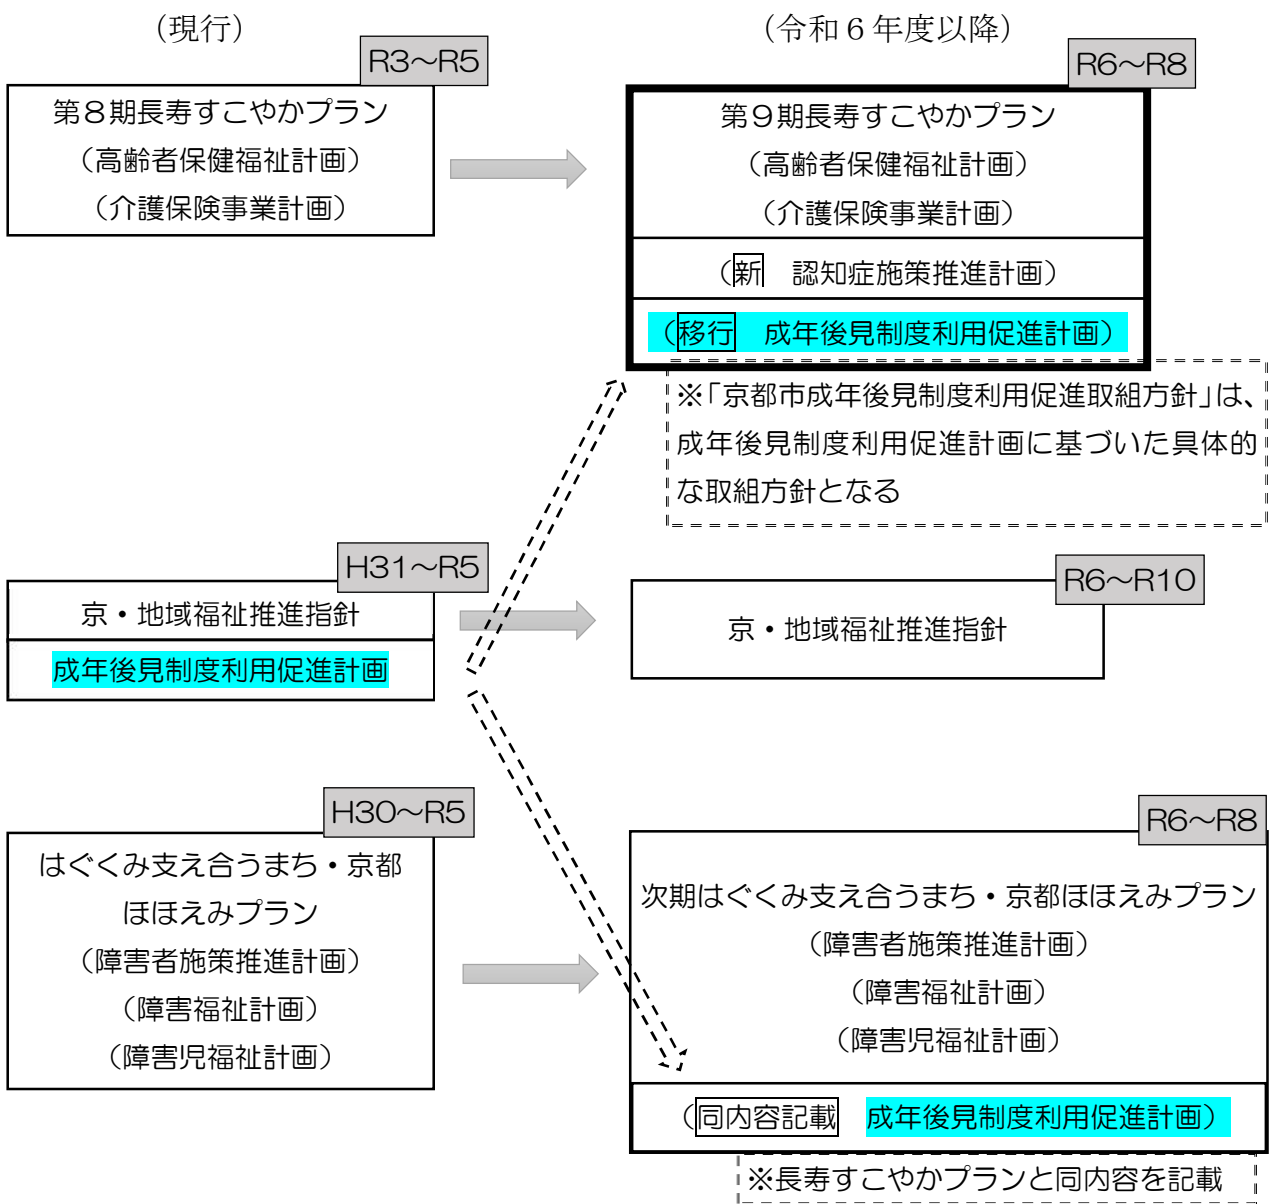 （現行）
（令和６年度以降）
R3～R5
第８期長寿すこやかプラン
（高齢者保健福祉計画）
（介護保険事業計画）
R6～R8
第９期長寿すこやかプラン
（高齢者保健福祉計画）
（介護保険事業計画）
（新　認知症施策推進計画）
（移行　成年後見制度利用促進計画）
※「京都市成年後見制度利用促進取組方針」は、
成年後見制度利用促進計画に基づいた具体的
な取組方針となる
H31～R5
京・地域福祉推進指針
成年後見制度利用促進計画
R6～R10
京・地域福祉推進指針
H30～R5
はぐくみ支え合うまち・京都
ほほえみプラン
（障害者施策推進計画）
（障害福祉計画）
（障害児福祉計画）
R6～R8
次期はぐくみ支え合うまち・京都ほほえみプラン
（障害者施策推進計画）
（障害福祉計画）
（障害児福祉計画）
（同内容記載　成年後見制度利用促進計画）
※長寿すこやかプランと同内容を記載